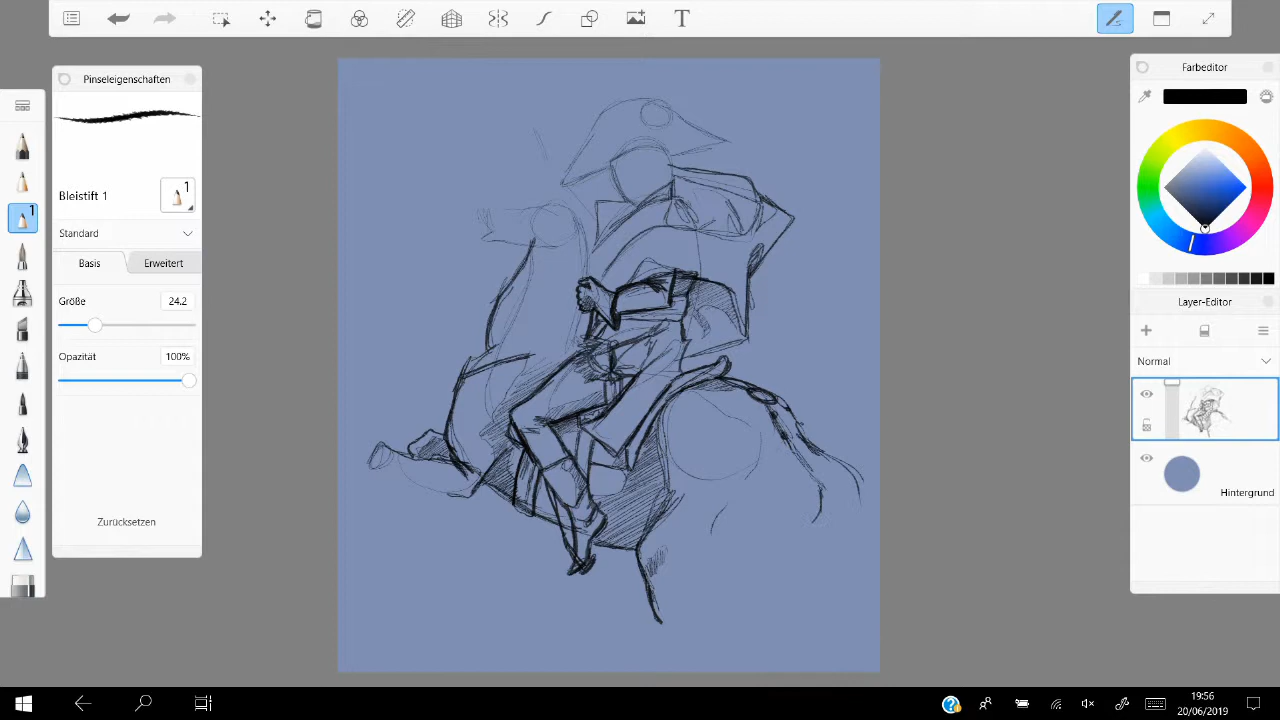 Pinseleigenschaften
Bleistift 1
1
Standard
Basis
Erweitert
Größe
24.2
Opazität
100%
Zurücksetzen
1
T
Farbeditor
Layer-Editor
Normal
Hintergrund
19:56
20/06/2019